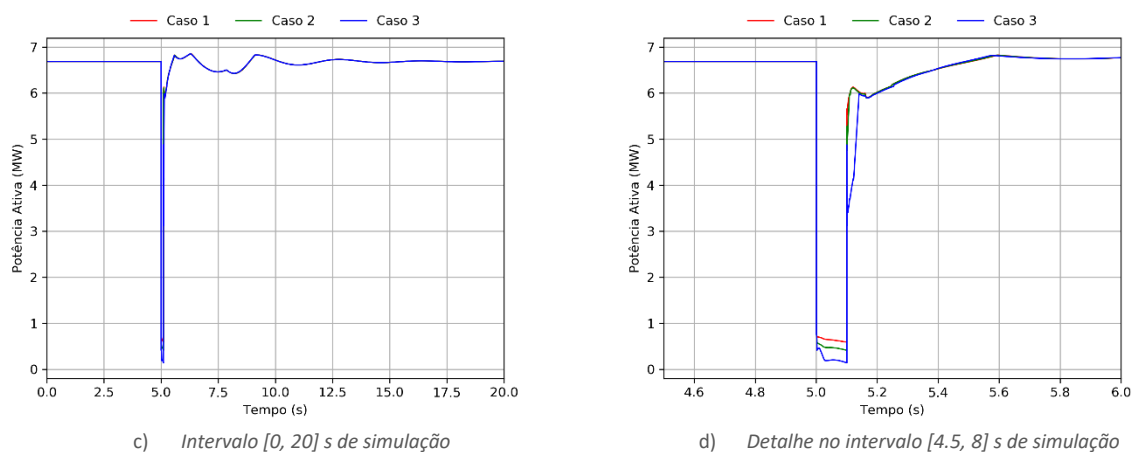 Caso 1 Caso 2 Caso 3
7
6
5
4
3
2
1
0
Potência Ativa (MW)
0.0 2.5 5.0 7.5 10.0 12.5 15.0 17.5 20.0
Tempo (s)
c) Intervalo [0, 20] s de simulação
Caso 1 Caso 2 Caso 3
7
6
5
4
3
2
1
0
Potência Ativa (MW)
4.6 4.8 5.0 5.2 5.4 5.6 5.8 6.0
Tempo (s)
d) Detalhe no intervalo [4.5, 8] s de simulação